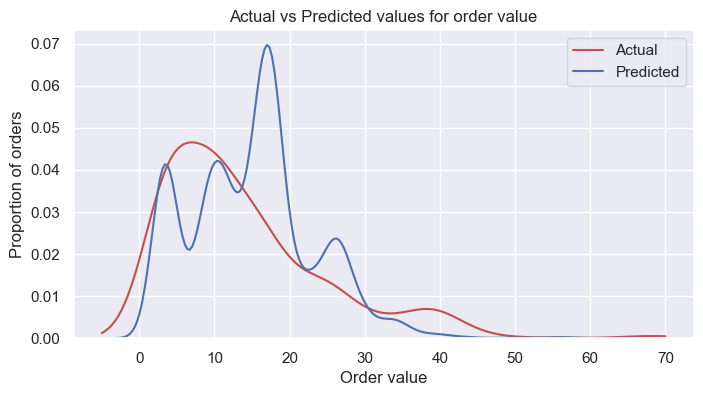 Actual vs Predicted values for order value
Actual
Predicted
0.07
0.06
0.05
0.04
0.03
0.02
0.01
0.00
Proportion of orders
0 10 20 30 40 50 60 70
Order value